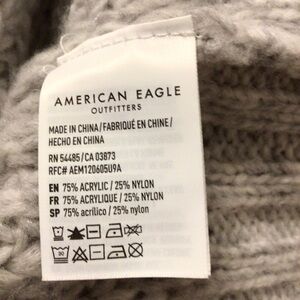 AMERICAN EAGLE
OUTFITTERS
MADE IN CHINA/FABRIQUÉ EN CHINE/
HECHO EN CHINA
RN 54485/CA 03873
RFC# AEM120605U9A
EN 75% ACRYLIC / 25% NYLON
FR 75% ACRYLIQUE / 25% NYLON
SP 75% acrílico / 25% nylon